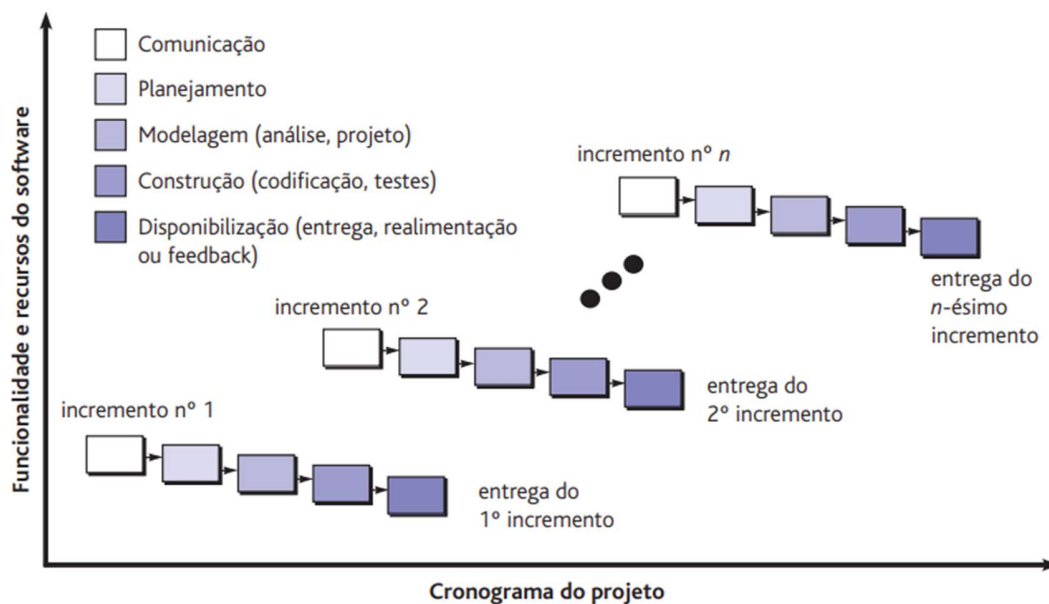 Funcionalidade e recursos do software
Comunicação
Planejamento
Modelagem (análise, projeto)
Construção (codificação, testes)
Disponibilização (entrega, realimentação
ou feedback)
incremento nº n
entrega do
n-ésimo
incremento
incremento nº 2
entrega do
2º incremento
incremento nº 1
entrega do
1º incremento
Cronograma do projeto